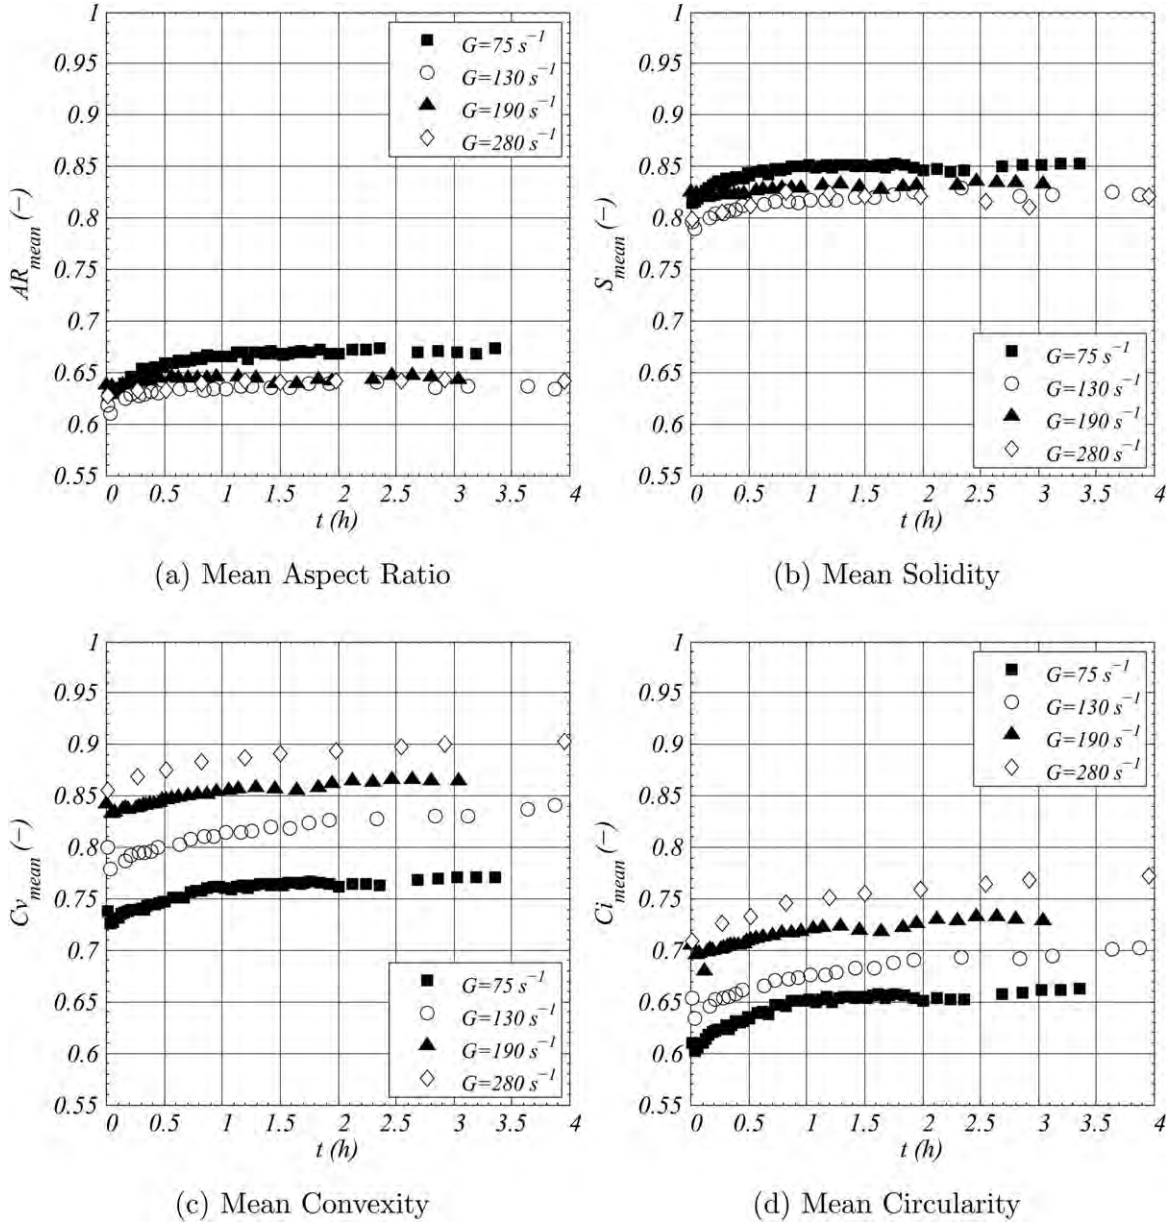 1
0.95
0.9
0.85
0.8
0.75
0.7
0.65
0.6
0.55
AR_mean (−)
G=75 s⁻¹
G=130 s⁻¹
G=190 s⁻¹
G=280 s⁻¹
0 0.5 1 1.5 2 2.5 3 3.5 4
t (h)
(a) Mean Aspect Ratio
1
0.95
0.9
0.85
0.8
0.75
0.7
0.65
0.6
0.55
S_mean (−)
G=75 s⁻¹
G=130 s⁻¹
G=190 s⁻¹
G=280 s⁻¹
0 0.5 1 1.5 2 2.5 3 3.5 4
t (h)
(b) Mean Solidity
1
0.95
0.9
0.85
0.8
0.75
0.7
0.65
0.6
0.55
Cv_mean (−)
G=75 s⁻¹
G=130 s⁻¹
G=190 s⁻¹
G=280 s⁻¹
0 0.5 1 1.5 2 2.5 3 3.5 4
t (h)
(c) Mean Convexity
1
0.95
0.9
0.85
0.8
0.75
0.7
0.65
0.6
0.55
Ci_mean (−)
G=75 s⁻¹
G=130 s⁻¹
G=190 s⁻¹
G=280 s⁻¹
0 0.5 1 1.5 2 2.5 3 3.5 4
t (h)
(d) Mean Circularity